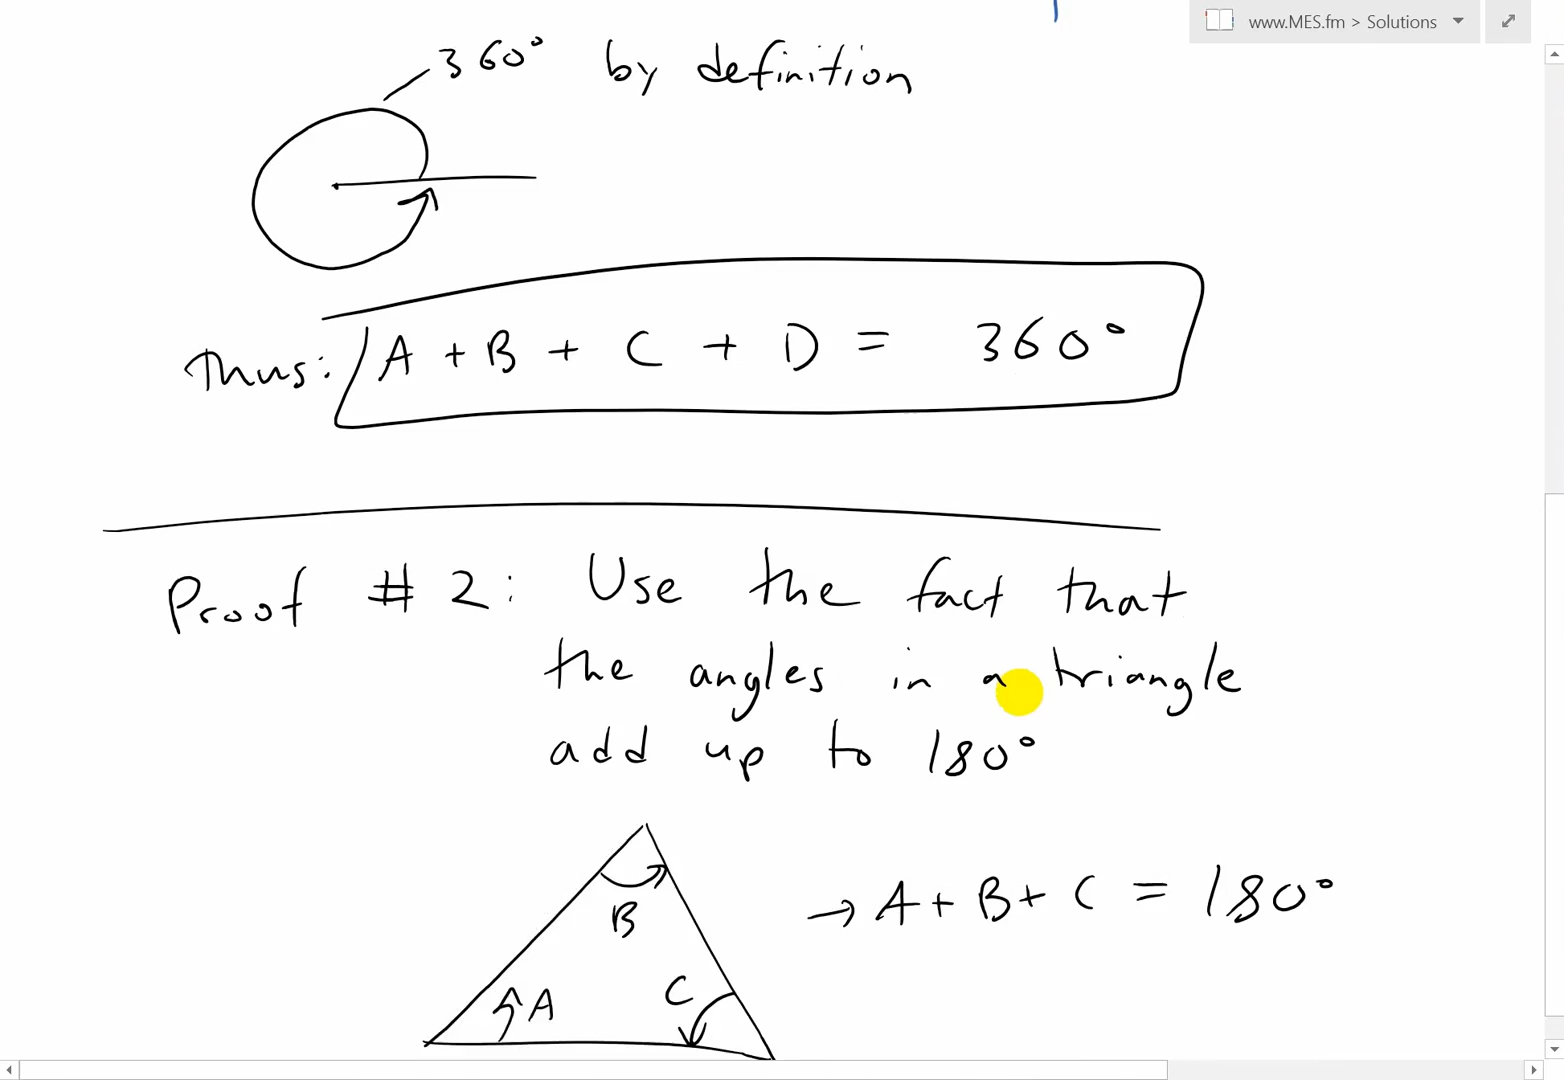 www.MES.fm > Solutions
360° by definition
Thus: A + B + C + D = 360°
Proof # 2: Use the fact that
the angles in a triangle
add up to 180°
B
→ A + B + C = 180°
C
A